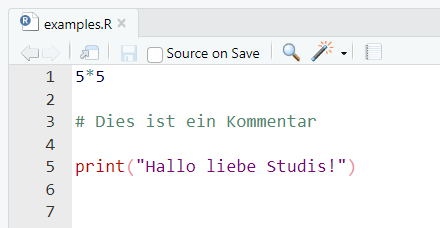 examples.R
Source on Save
1 5*5
2
3 # Dies ist ein Kommentar
4
5 print("Hallo liebe Studis!")
6
7